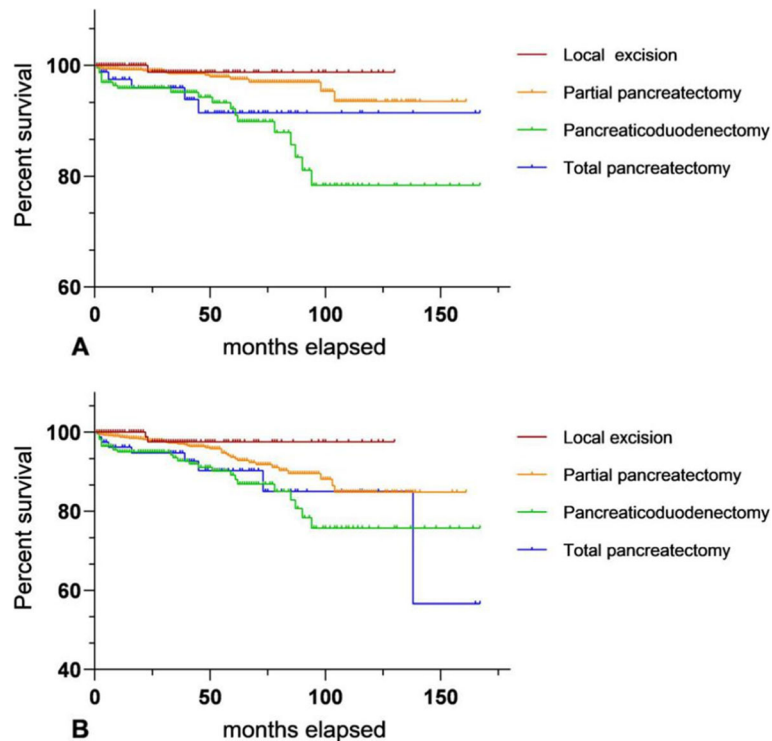 Percent survival
100
80
60
0 50 100 150
months elapsed
A
Local excision
Partial pancreatectomy
Pancreaticoduodenectomy
Total pancreatectomy
Percent survival
100
80
60
40
0 50 100 150
months elapsed
B
Local excision
Partial pancreatectomy
Pancreaticoduodenectomy
Total pancreatectomy